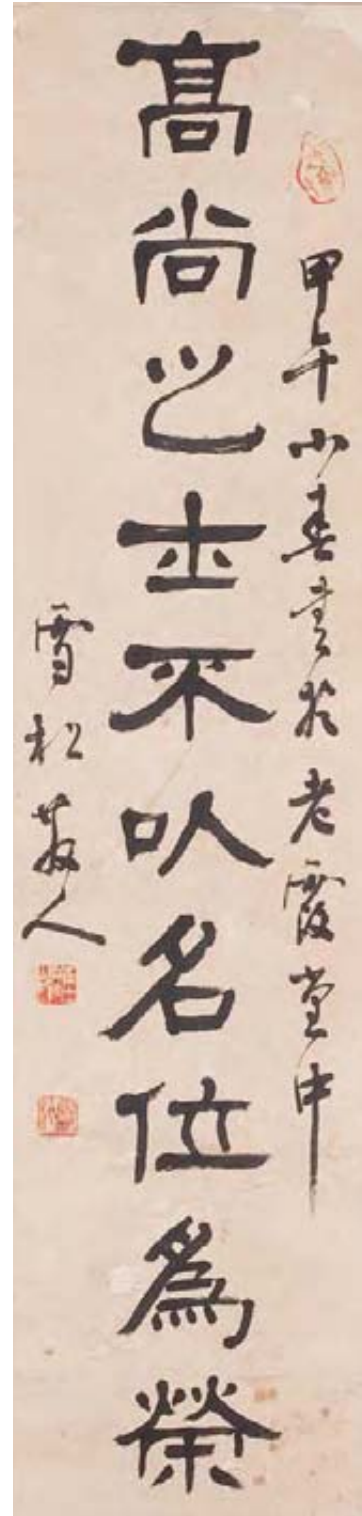 甲午小春書於老霞堂中
高尚之士不以名位爲榮
雪松散人